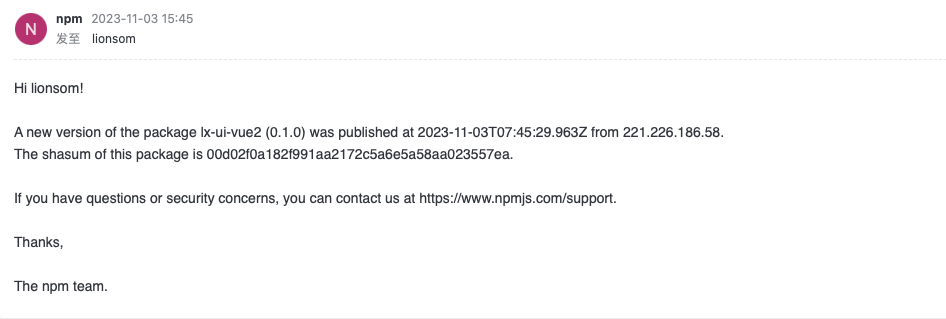 N
npm 2023-11-03 15:45
发至 lionsom
Hi lionsom!
A new version of the package lx-ui-vue2 (0.1.0) was published at 2023-11-03T07:45:29.963Z from 221.226.186.58.
The shasum of this package is 00d02f0a182f991aa2172c5a6e5a58aa023557ea.
If you have questions or security concerns, you can contact us at https://www.npmjs.com/support.
Thanks,
The npm team.